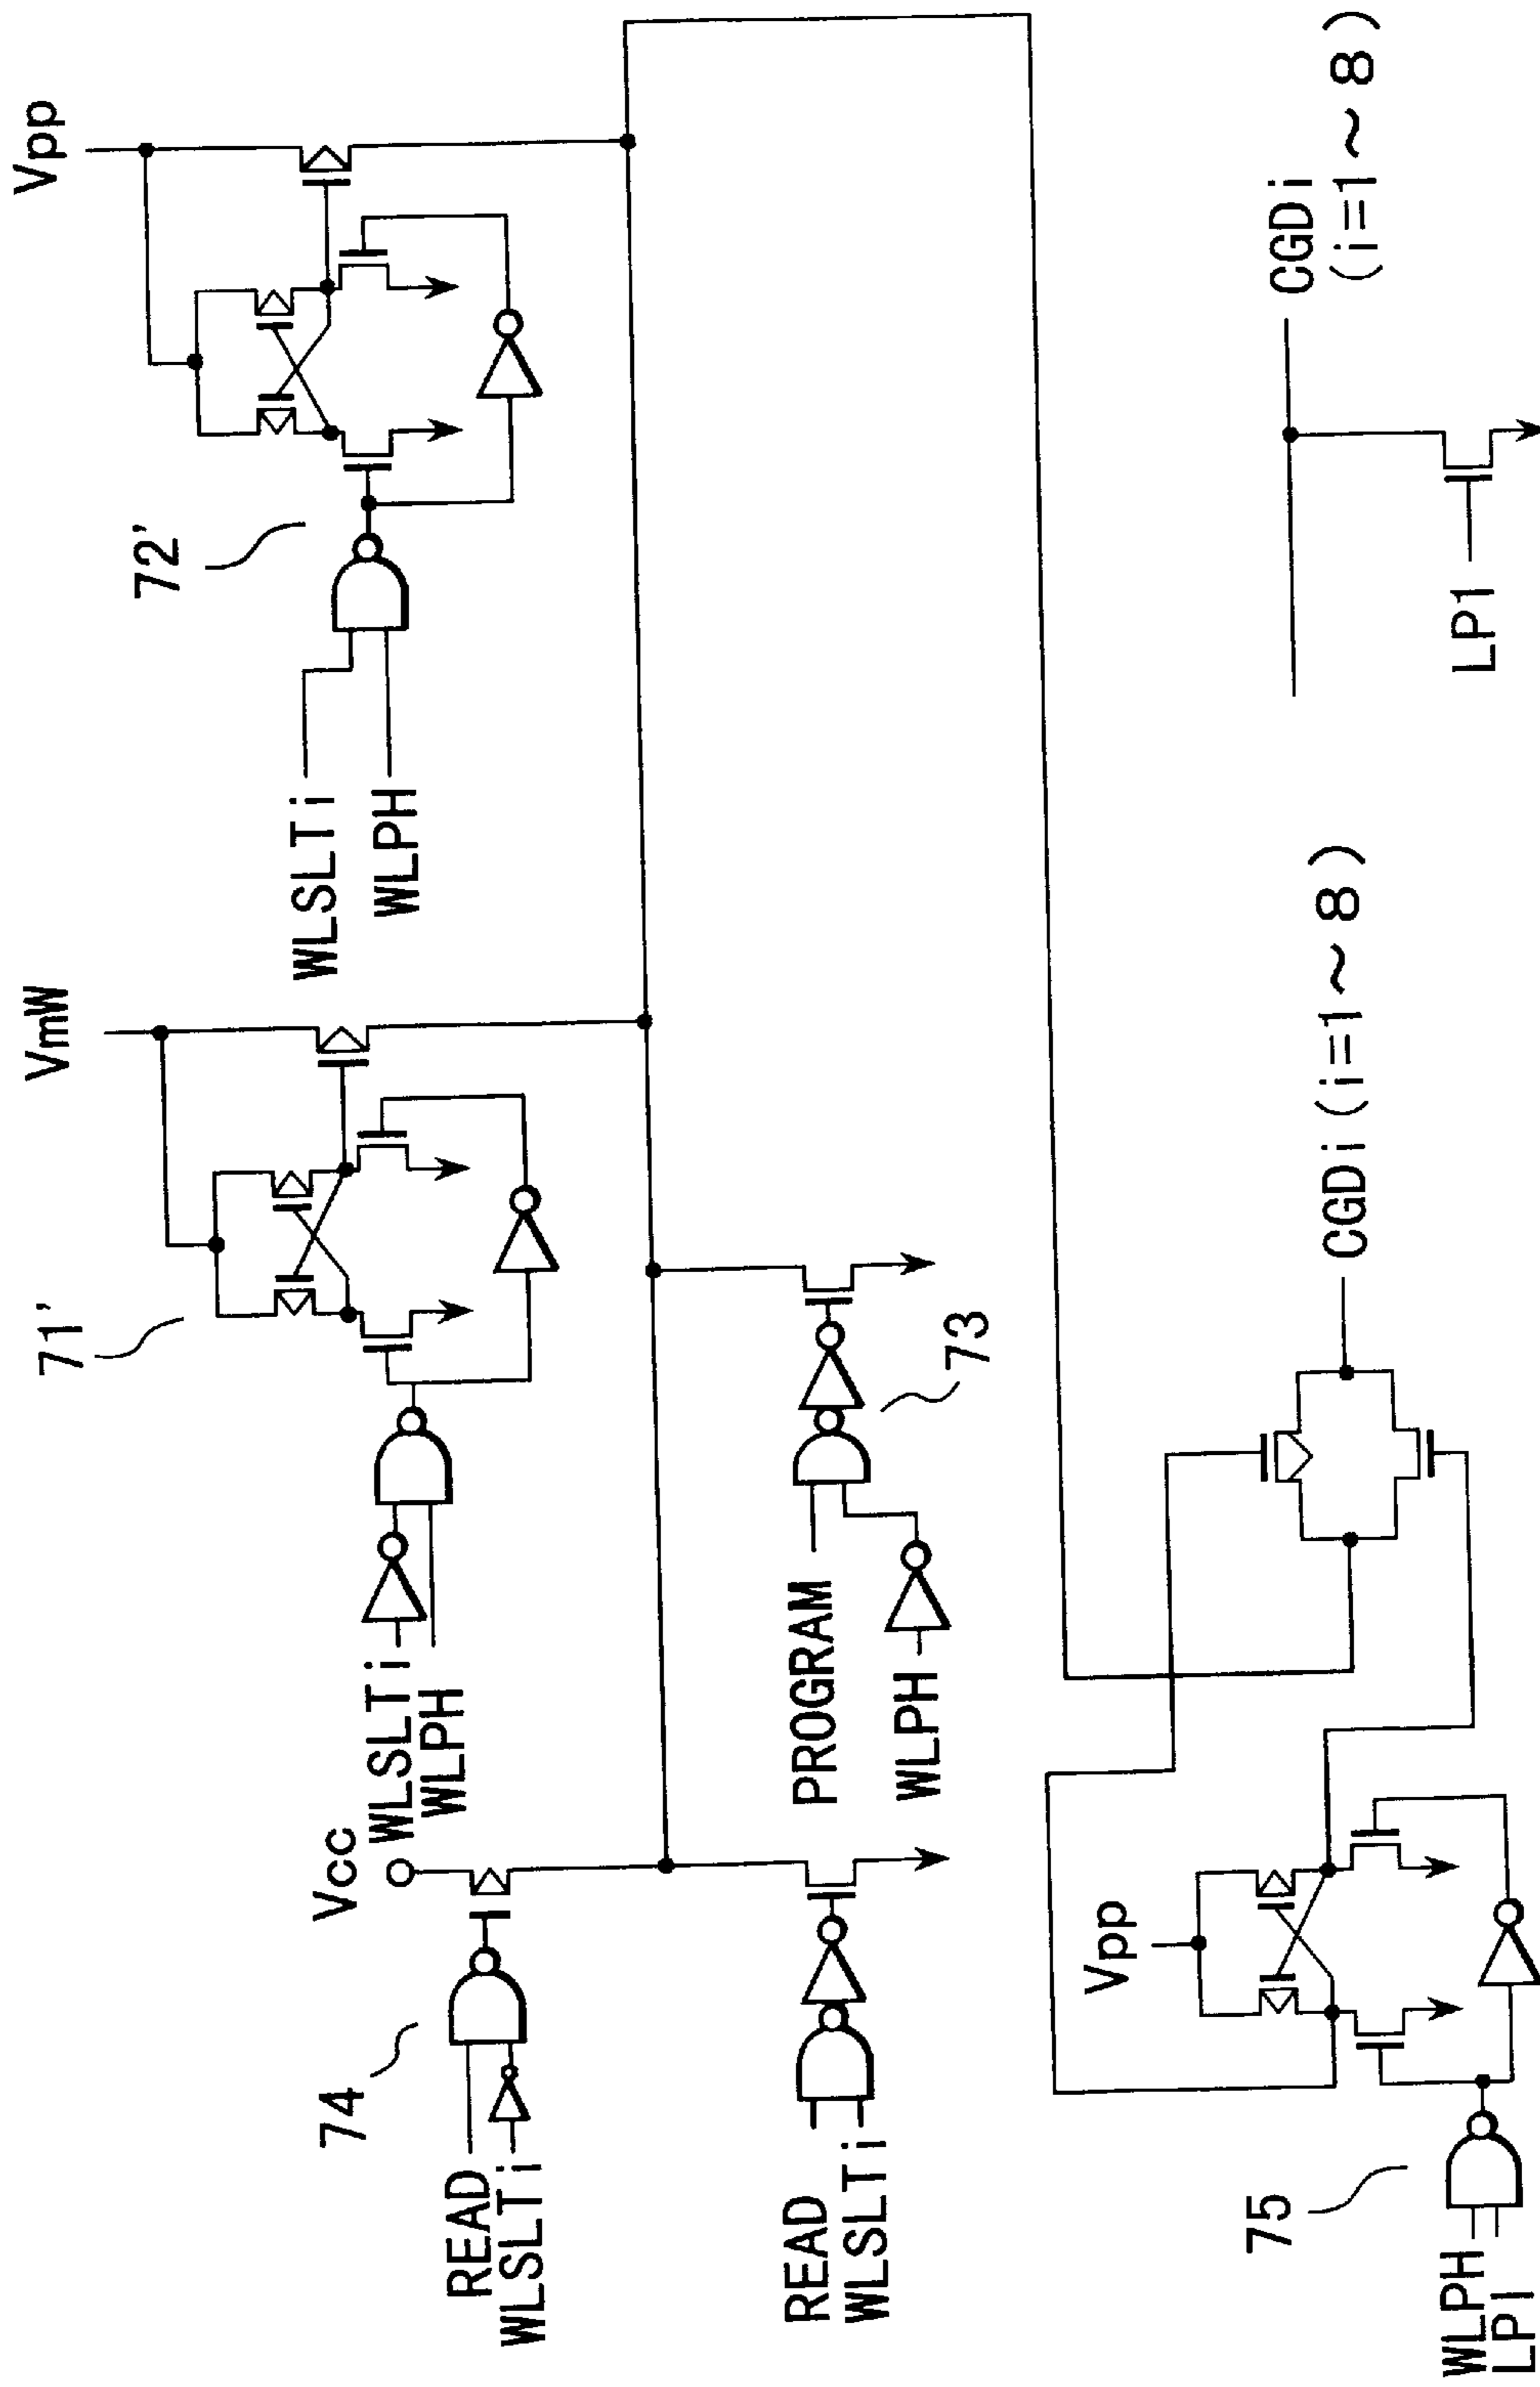 Vpp
72'
WLSLTi
WLPH
VmW
71'
WLSLTi
WLPH
Vcc
74
READ
WLSLTi
PROGRAM
WLPH
73
READ
WLSLTi
Vpp
75
WLPH
LP1
CGDi (i=1~8)
CGDi
(i=1~8)
LP1